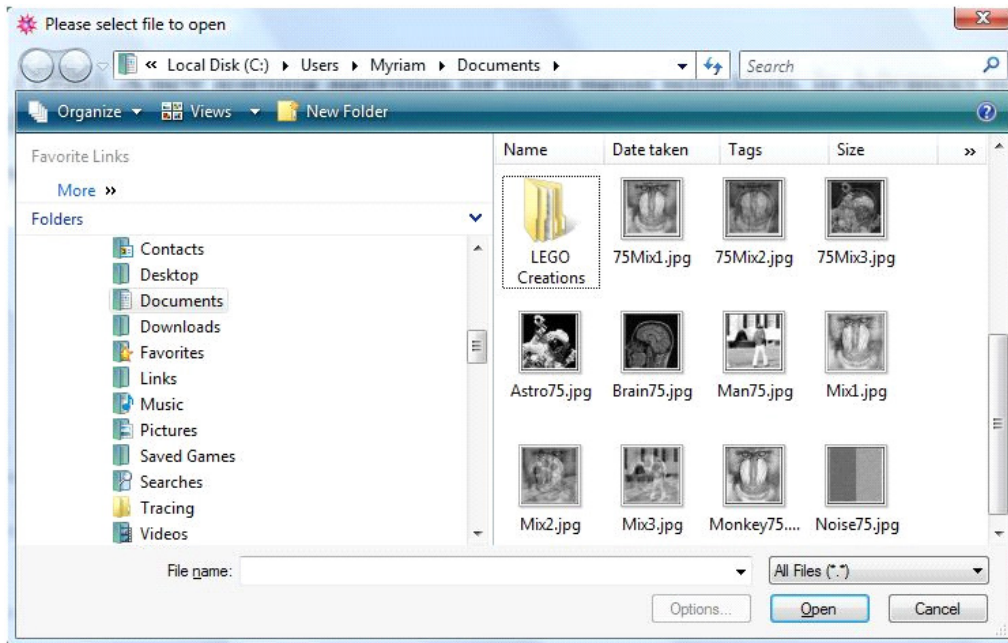 Please select file to open
« Local Disk (C:) ▸ Users ▸ Myriam ▸ Documents ▸
Search
Organize
Views
New Folder
Favorite Links
More »
Folders
Contacts
Desktop
Documents
Downloads
Favorites
Links
Music
Pictures
Saved Games
Searches
Tracing
Videos
Name Date taken Tags Size »
LEGO
Creations
75Mix1.jpg 75Mix2.jpg 75Mix3.jpg
Astro75.jpg Brain75.jpg Man75.jpg Mix1.jpg
Mix2.jpg Mix3.jpg Monkey75.... Noise75.jpg
File name:
All Files (*.*)
Options... Open Cancel